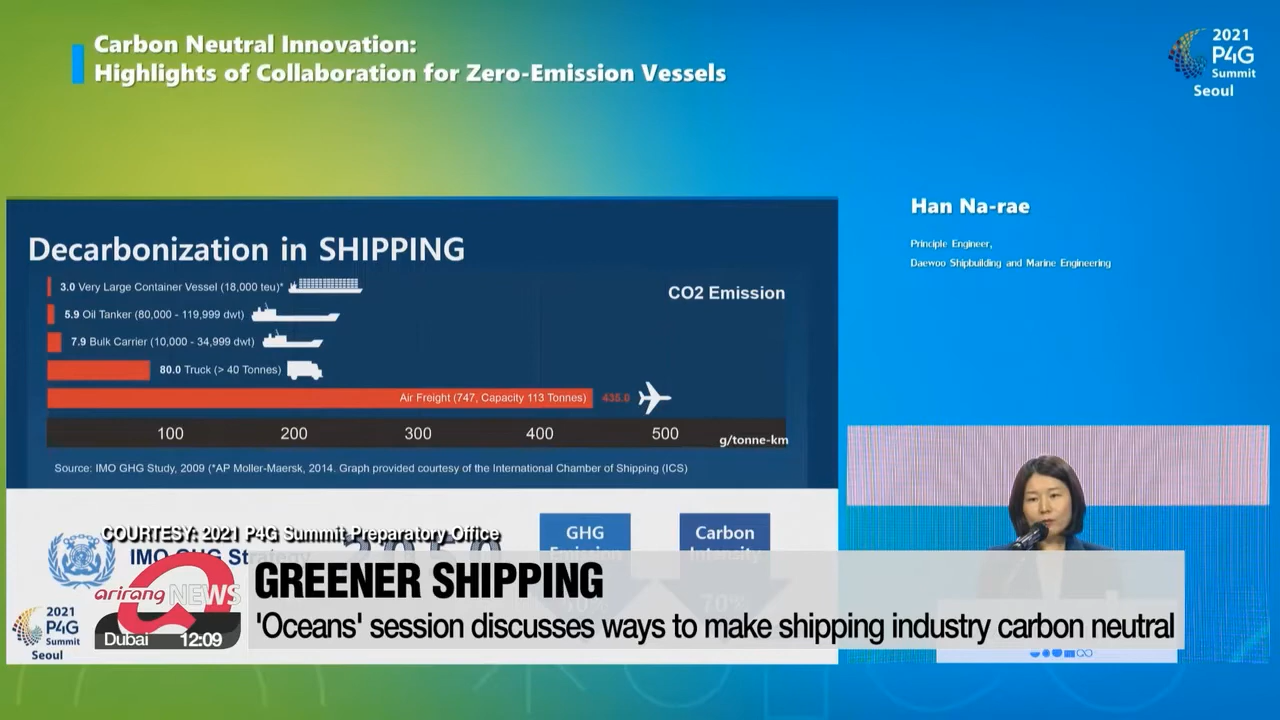 Carbon Neutral Innovation:
Highlights of Collaboration for Zero-Emission Vessels
2021
P4G
Summit
Seoul
Han Na-rae
Principle Engineer,
Daewoo Shipbuilding and Marine Engineering
Decarbonization in SHIPPING
CO2 Emission
3.0 Very Large Container Vessel (18,000 teu)*
5.9 Oil Tanker (80,000 - 119,999 dwt)
7.9 Bulk Carrier (10,000 - 34,999 dwt)
80.0 Truck (> 40 Tonnes)
Air Freight (747, Capacity 113 Tonnes) 435.0
100 200 300 400 500 g/tonne-km
Source: IMO GHG Study, 2009 (*AP Moller-Maersk, 2014. Graph provided courtesy of the International Chamber of Shipping (ICS)
COURTESY: 2021 P4G Summit Preparatory Office
IMO GHG Strategy
2050
GHG
Emission
Carbon
Intensity
70%
arirang NEWS
GREENER SHIPPING
'Oceans' session discusses ways to make shipping industry carbon neutral
2021
P4G
Summit
Seoul
Dubai 12:09